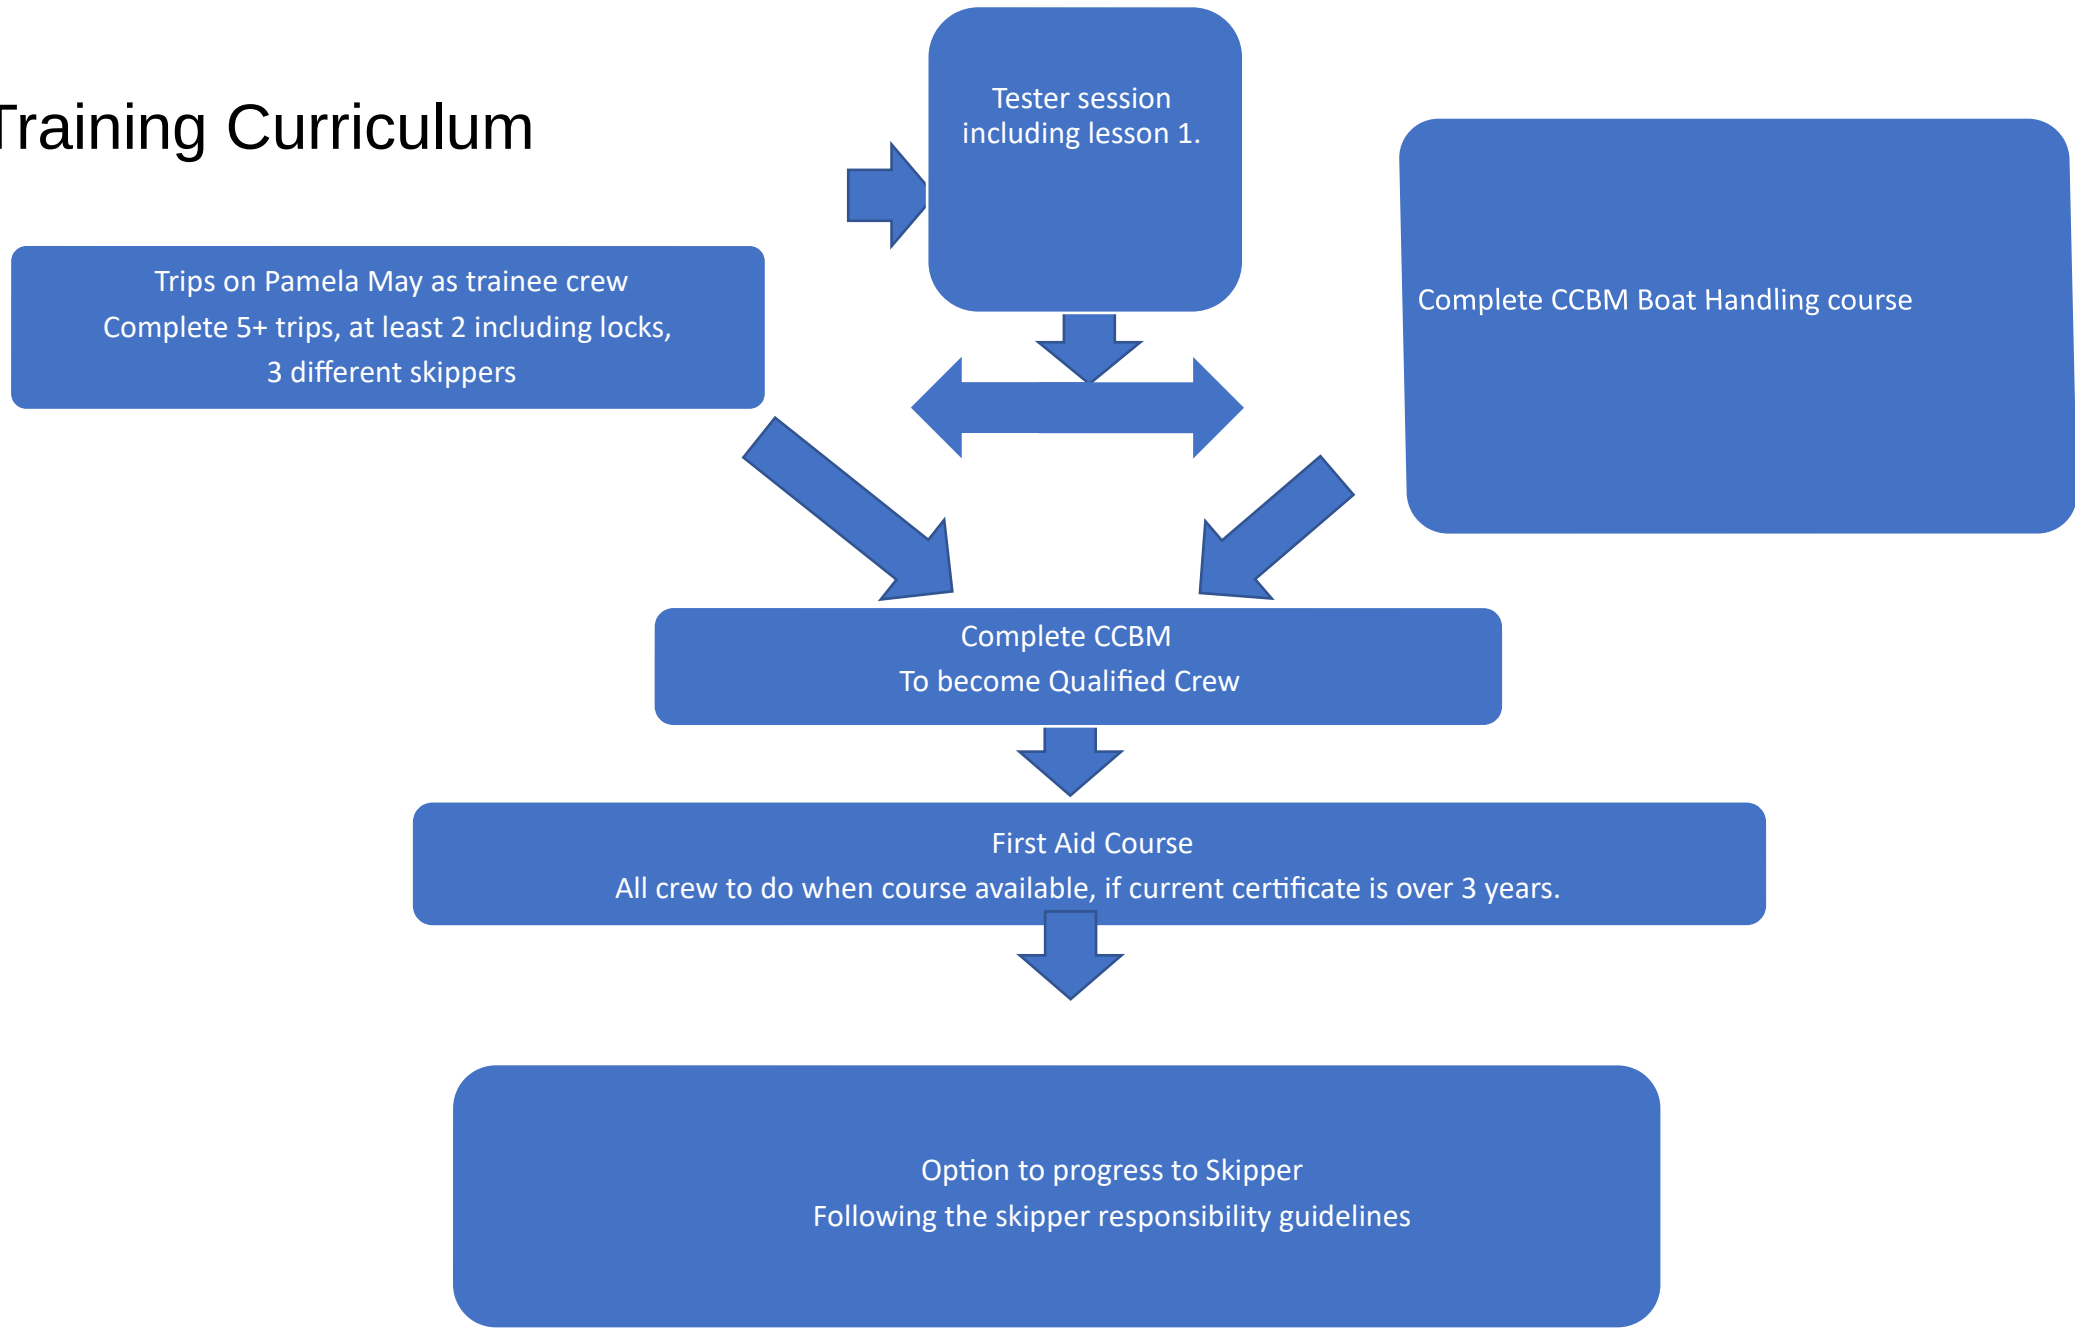 Training Curriculum
Tester session
including lesson 1.
Trips on Pamela May as trainee crew
Complete 5+ trips, at least 2 including locks,
3 different skippers
Complete CCBM Boat Handling course
Complete CCBM
To become Qualified Crew
First Aid Course
All crew to do when course available, if current certificate is over 3 years.
Option to progress to Skipper
Following the skipper responsibility guidelines